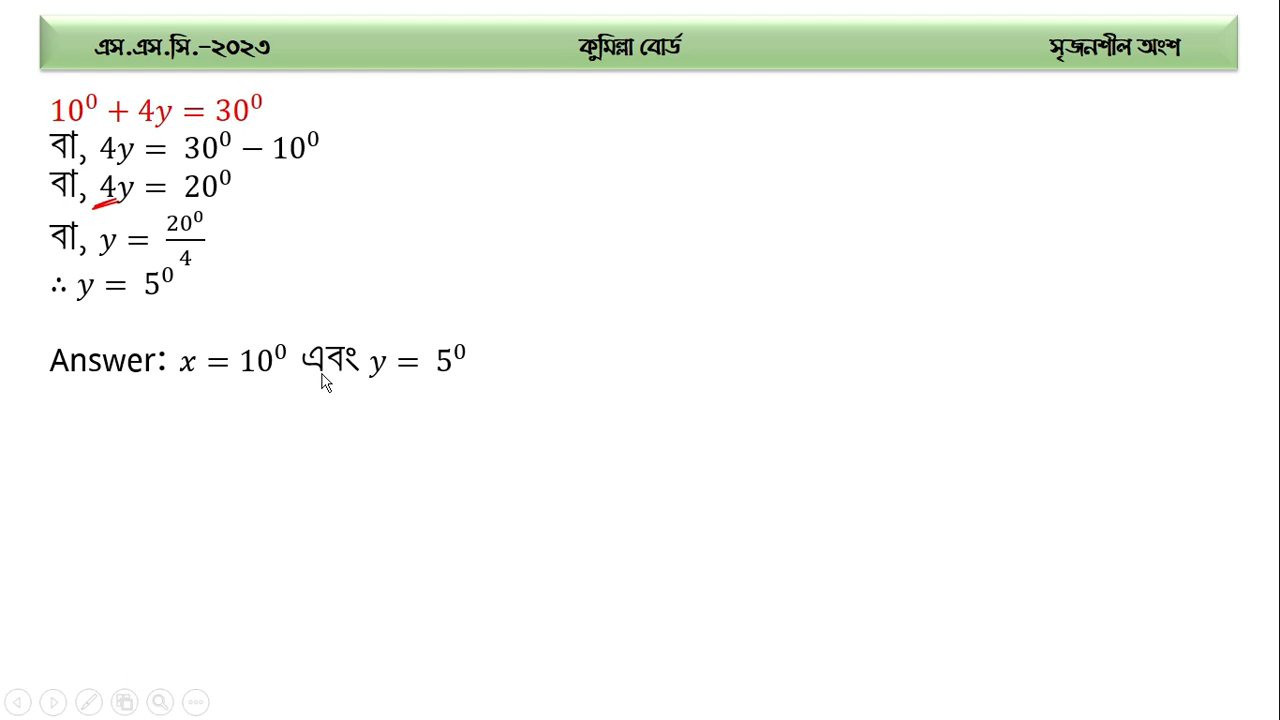 এস.এস.সি.-২০২৩ কুমিল্লা বোর্ড সৃজনশীল অংশ
10⁰ + 4y = 30⁰
বা, 4y = 30⁰ − 10⁰
বা, 4y = 20⁰
বা, y = 20⁰/4
∴ y = 5⁰
Answer: x = 10⁰ এবং y = 5⁰